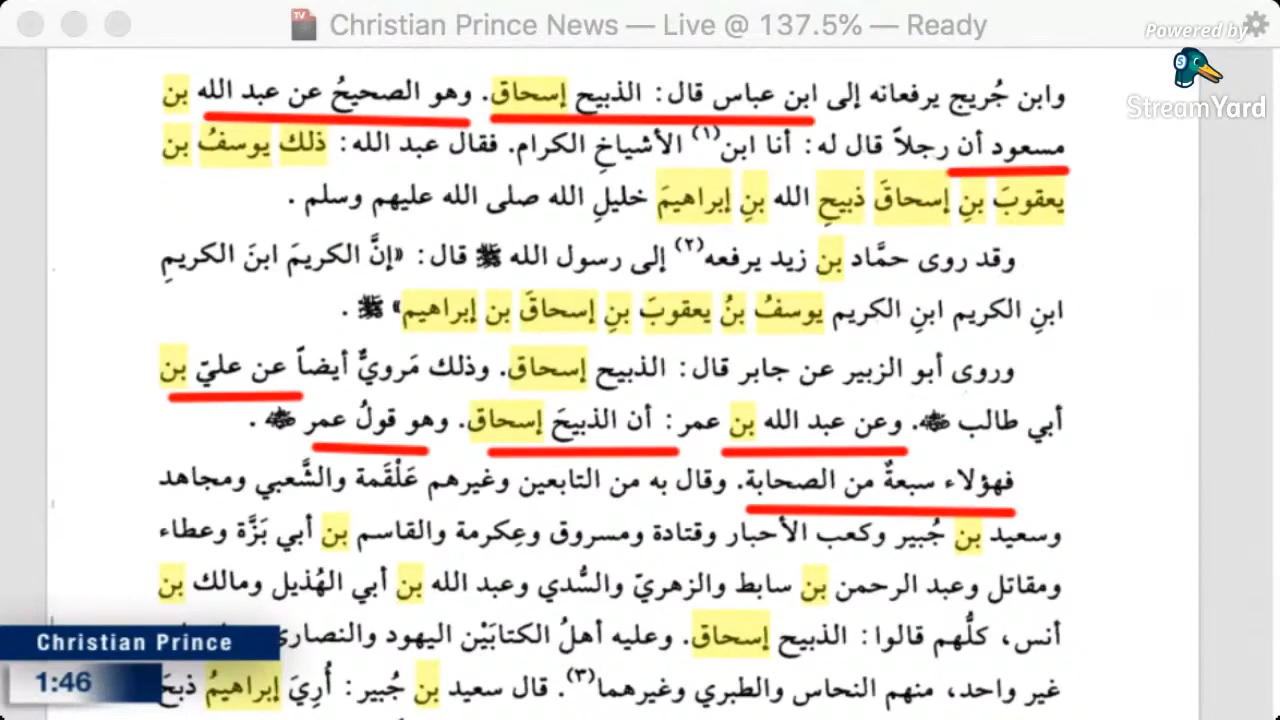 Christian Prince News — Live @ 137.5% — Ready
Powered by
StreamYard
وابن جُريج يرفعانه إلى ابن عباس قال: الذبيح إسحاق. وهو الصحيحُ عن عبد الله بن
مسعود أن رجلاً قال له: أنا ابن(١) الأشياخِ الكرام. فقال عبد الله: ذلك يوسفُ بن
يعقوبَ بنِ إسحاقَ ذبيحِ الله بنِ إبراهيمَ خليلِ الله صلى الله عليهم وسلم .
وقد روى حمَّاد بن زيد يرفعه(٢) إلى رسول الله ﷺ قال: «إنَّ الكريمَ ابنَ الكريمِ
ابنِ الكريم ابنِ الكريم يوسفُ بنُ يعقوبَ بنِ إسحاقَ بن إبراهيم» ﷺ .
وروى أبو الزبير عن جابر قال: الذبيح إسحاق. وذلك مَرويٌّ أيضاً عن عليّ بن
أبي طالب . وعن عبد الله بن عمر: أن الذبيحَ إسحاق. وهو قولُ عمر .
فهؤلاء سبعةٌ من الصحابة. وقال به من التابعين وغيرهم عَلْقَمة والشَّعبي ومجاهد
وسعيد بن جُبير وكعب الأحبار وقتادة ومسروق وعِكرمة والقاسم بن أبي بَزَّة وعطاء
ومقاتل وعبد الرحمن بن سابط والزهريّ والسُّدي وعبد الله بن أبي الهُذيل ومالك بن
أنس، كلُّهم قالوا: الذبيح إسحاق. وعليه أهلُ الكتابَيْن اليهود والنصارى
غير واحد، منهم النحاس والطبري وغيرهما(٣). قال سعيد بن جُبير: أُرِيَ إبراهيمُ ذبحَ
Christian Prince
1:46